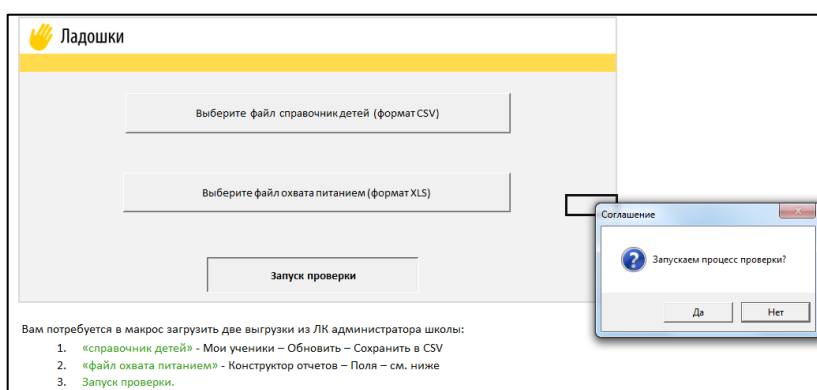 Ладошки
Выберите файл справочник детей (формат CSV)
Выберите файл охвата питанием (формат XLS)
Соглашение
Запускаем процесс проверки?
Да
Нет
Запуск проверки
Вам потребуется в макрос загрузить две выгрузки из ЛК администратора школы:
1. «справочник детей» - Мои ученики – Обновить – Сохранить в CSV
2. «файл охвата питанием» - Конструктор отчетов – Поля – см. ниже
3. Запуск проверки.